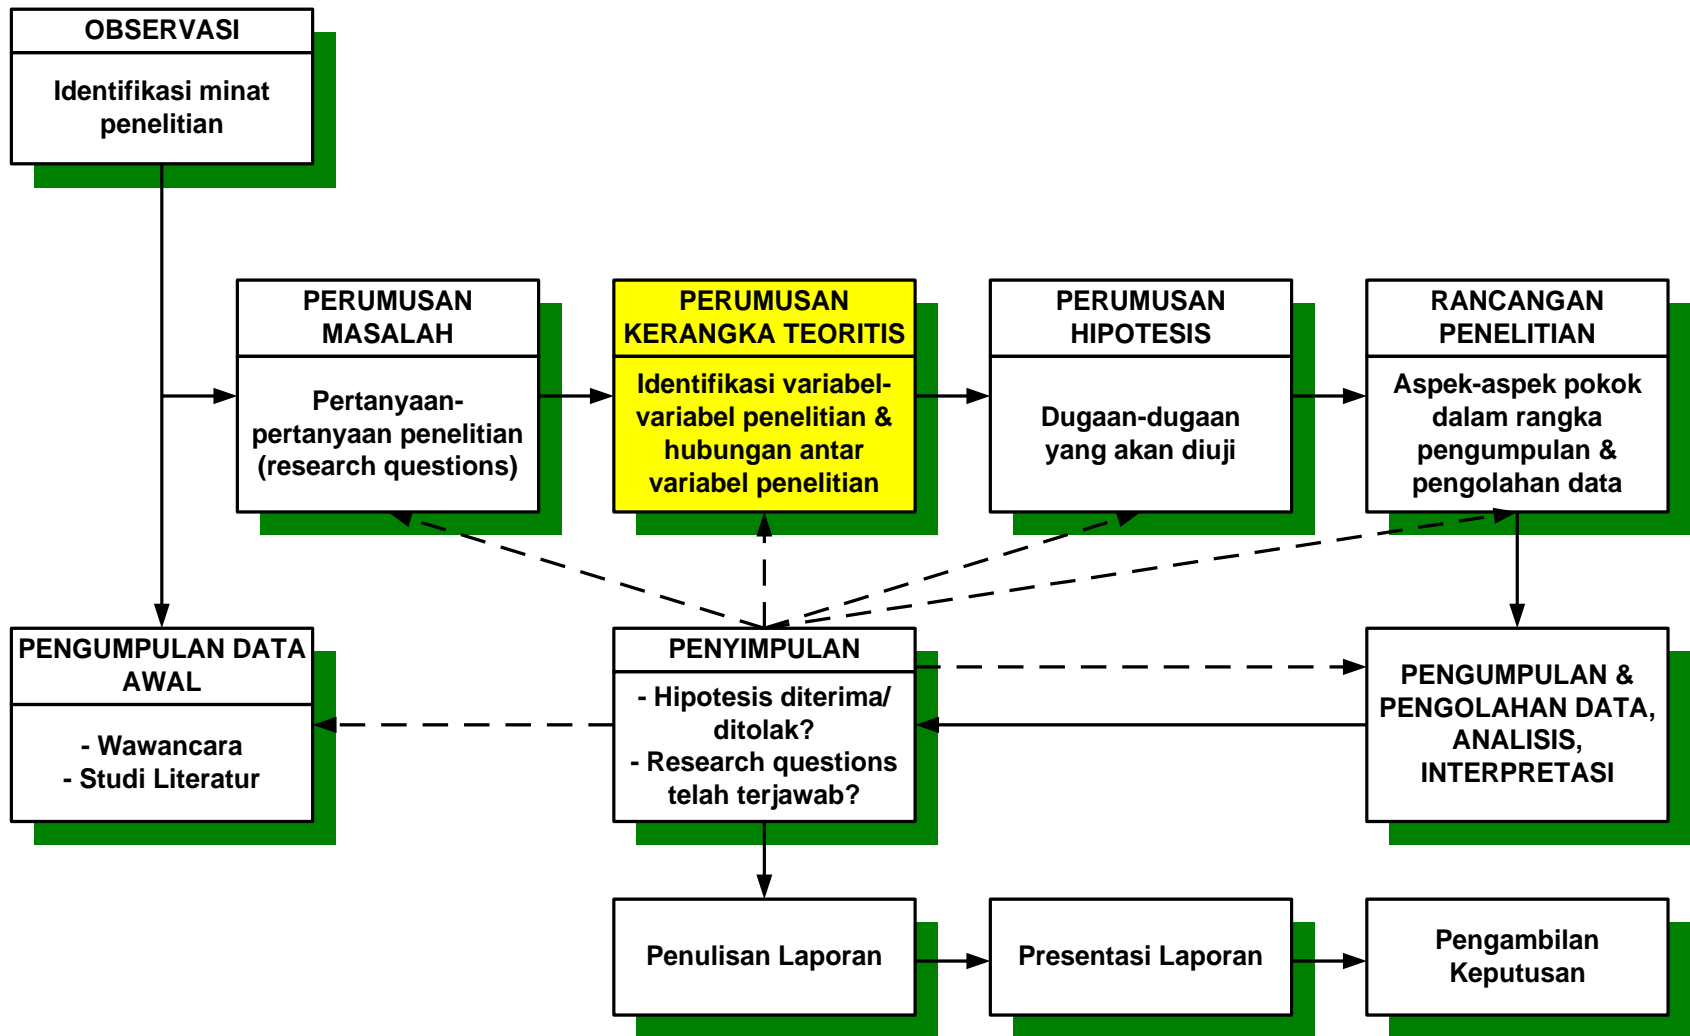 OBSERVASI
Identifikasi minat
penelitian
PERUMUSAN
MASALAH
Pertanyaan-
pertanyaan penelitian
(research questions)
PERUMUSAN
KERANGKA TEORITIS
Identifikasi variabel-
variabel penelitian &
hubungan antar
variabel penelitian
PERUMUSAN
HIPOTESIS
Dugaan-dugaan
yang akan diuji
RANCANGAN
PENELITIAN
Aspek-aspek pokok
dalam rangka
pengumpulan &
pengolahan data
PENGUMPULAN DATA
AWAL
- Wawancara
- Studi Literatur
PENYIMPULAN
- Hipotesis diterima/
ditolak?
- Research questions
telah terjawab?
PENGUMPULAN &
PENGOLAHAN DATA,
ANALISIS,
INTERPRETASI
Penulisan Laporan
Presentasi Laporan
Pengambilan
Keputusan